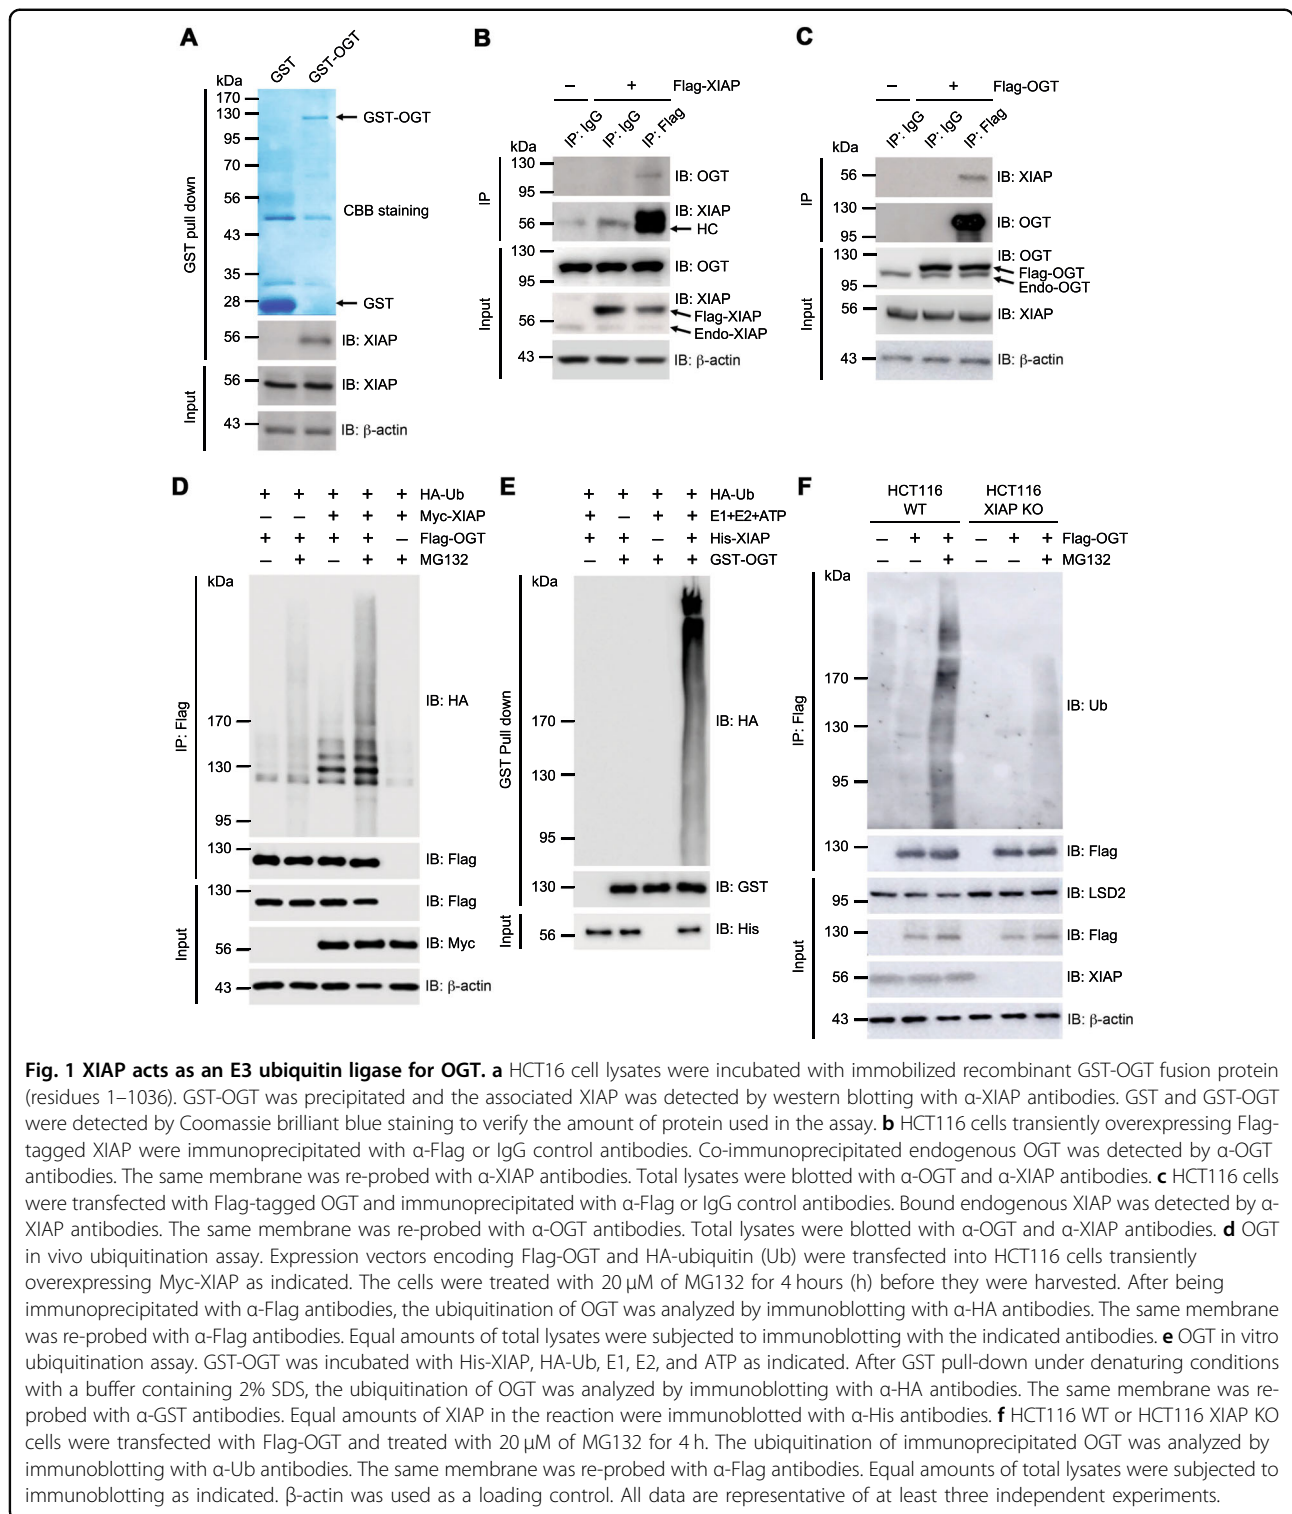 A
GST
GST-OGT
kDa
170
130
GST-OGT
95
70
56
CBB staining
43
35
28
GST
GST pull down
56
IB: XIAP
56
IB: XIAP
43
IB: β-actin
Input
B
− + Flag-XIAP
IP: IgG
IP: IgG
IP: Flag
kDa
130
IB: OGT
95
IB: XIAP
56
HC
IP
130
IB: OGT
95
IB: XIAP
Flag-XIAP
56
Endo-XIAP
43
IB: β-actin
Input
C
− + Flag-OGT
IP: IgG
IP: IgG
IP: Flag
kDa
56
IB: XIAP
130
IB: OGT
95
IP
130
IB: OGT
Flag-OGT
Endo-OGT
95
56
IB: XIAP
43
IB: β-actin
Input
D
+ + + + + HA-Ub
− − + + + Myc-XIAP
+ + + + − Flag-OGT
− + − + + MG132
kDa
170
IB: HA
130
95
130
IB: Flag
IP: Flag
130
IB: Flag
56
IB: Myc
43
IB: β-actin
Input
E
+ + + + HA-Ub
+ − + + E1+E2+ATP
+ + − + His-XIAP
− + + + GST-OGT
kDa
170
IB: HA
130
95
130
IB: GST
GST Pull down
56
IB: His
Input
F
HCT116 HCT116
WT XIAP KO
− + + − + + Flag-OGT
− − + − − + MG132
kDa
170
IB: Ub
130
95
130
IB: Flag
IP: Flag
95
IB: LSD2
130
IB: Flag
56
IB: XIAP
43
IB: β-actin
Input
Fig. 1 XIAP acts as an E3 ubiquitin ligase for OGT. a HCT16 cell lysates were incubated with immobilized recombinant GST-OGT fusion protein
(residues 1–1036). GST-OGT was precipitated and the associated XIAP was detected by western blotting with α-XIAP antibodies. GST and GST-OGT
were detected by Coomassie brilliant blue staining to verify the amount of protein used in the assay. b HCT116 cells transiently overexpressing Flag-
tagged XIAP were immunoprecipitated with α-Flag or IgG control antibodies. Co-immunoprecipitated endogenous OGT was detected by α-OGT
antibodies. The same membrane was re-probed with α-XIAP antibodies. Total lysates were blotted with α-OGT and α-XIAP antibodies. c HCT116 cells
were transfected with Flag-tagged OGT and immunoprecipitated with α-Flag or IgG control antibodies. Bound endogenous XIAP was detected by α-
XIAP antibodies. The same membrane was re-probed with α-OGT antibodies. Total lysates were blotted with α-OGT and α-XIAP antibodies. d OGT
in vivo ubiquitination assay. Expression vectors encoding Flag-OGT and HA-ubiquitin (Ub) were transfected into HCT116 cells transiently
overexpressing Myc-XIAP as indicated. The cells were treated with 20 μM of MG132 for 4 hours (h) before they were harvested. After being
immunoprecipitated with α-Flag antibodies, the ubiquitination of OGT was analyzed by immunoblotting with α-HA antibodies. The same membrane
was re-probed with α-Flag antibodies. Equal amounts of total lysates were subjected to immunoblotting with the indicated antibodies. e OGT in vitro
ubiquitination assay. GST-OGT was incubated with His-XIAP, HA-Ub, E1, E2, and ATP as indicated. After GST pull-down under denaturing conditions
with a buffer containing 2% SDS, the ubiquitination of OGT was analyzed by immunoblotting with α-HA antibodies. The same membrane was re-
probed with α-GST antibodies. Equal amounts of XIAP in the reaction were immunoblotted with α-His antibodies. f HCT116 WT or HCT116 XIAP KO
cells were transfected with Flag-OGT and treated with 20 μM of MG132 for 4 h. The ubiquitination of immunoprecipitated OGT was analyzed by
immunoblotting with α-Ub antibodies. The same membrane was re-probed with α-Flag antibodies. Equal amounts of total lysates were subjected to
immunoblotting as indicated. β-actin was used as a loading control. All data are representative of at least three independent experiments.